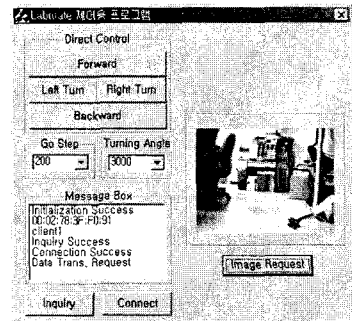 Labmate 제어용 프로그램
Direct Control
Forward
Left Turn Right Turn
Backward
Go Step Turning Angle
200 3000
Message Box
Initialization Success
00:02:78:3F:F0:91
client1
Inquiry Success
Connection Success
Data Trans. Request
Image Request
Inquiry Connect